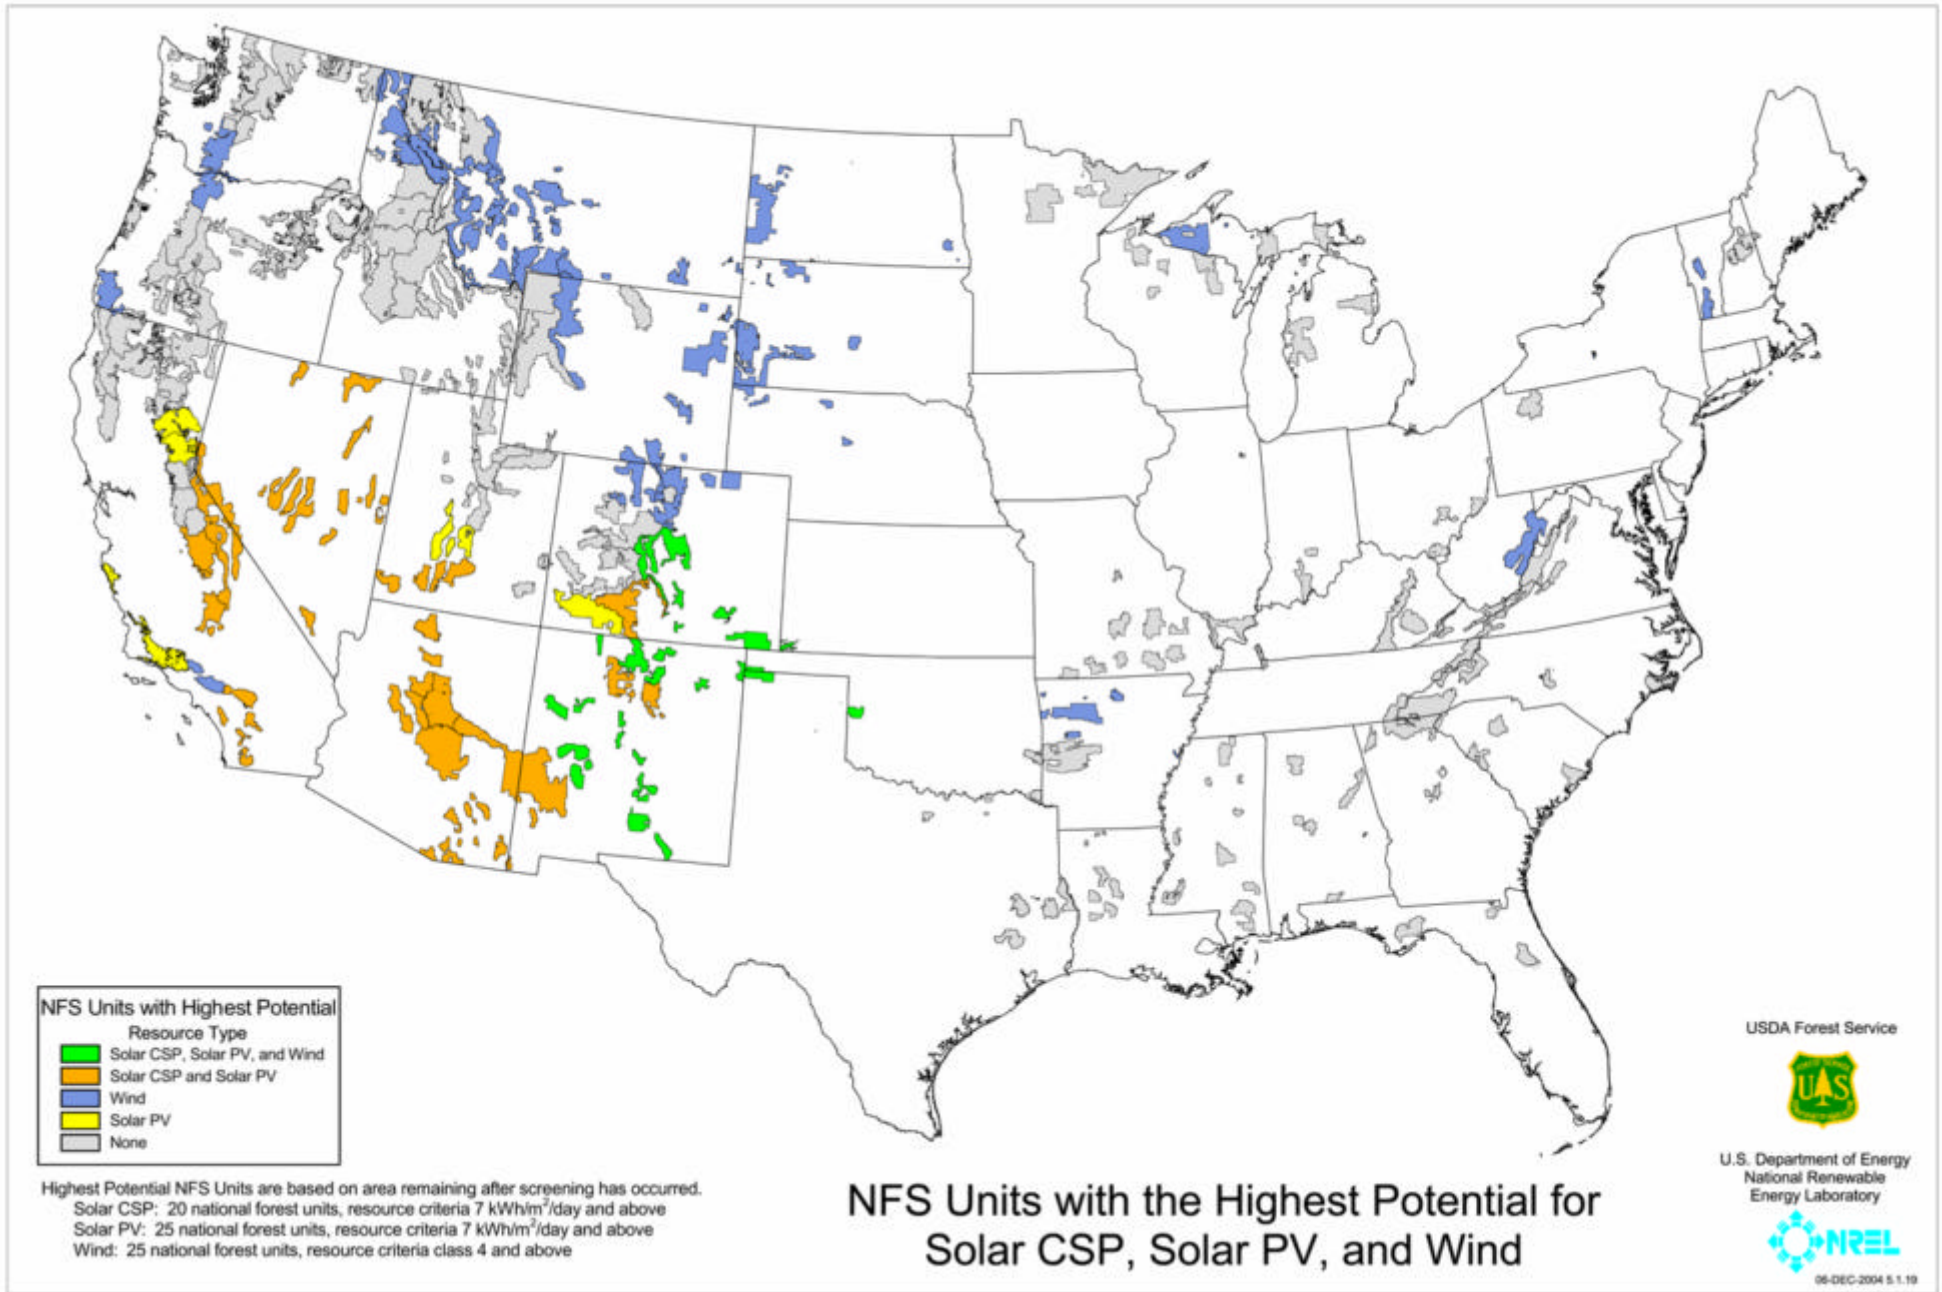 NFS Units with Highest Potential
Resource Type
Solar CSP, Solar PV, and Wind
Solar CSP and Solar PV
Wind
Solar PV
None
Highest Potential NFS Units are based on area remaining after screening has occurred.
Solar CSP: 20 national forest units, resource criteria 7 kWh/m²/day and above
Solar PV: 25 national forest units, resource criteria 7 kWh/m²/day and above
Wind: 25 national forest units, resource criteria class 4 and above
NFS Units with the Highest Potential for
Solar CSP, Solar PV, and Wind
USDA Forest Service
U S
U.S. Department of Energy
National Renewable
Energy Laboratory
NREL
06-DEC-2004 5.1.19